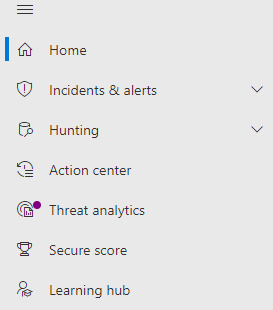 Home
Incidents & alerts
Hunting
Action center
Threat analytics
Secure score
Learning hub